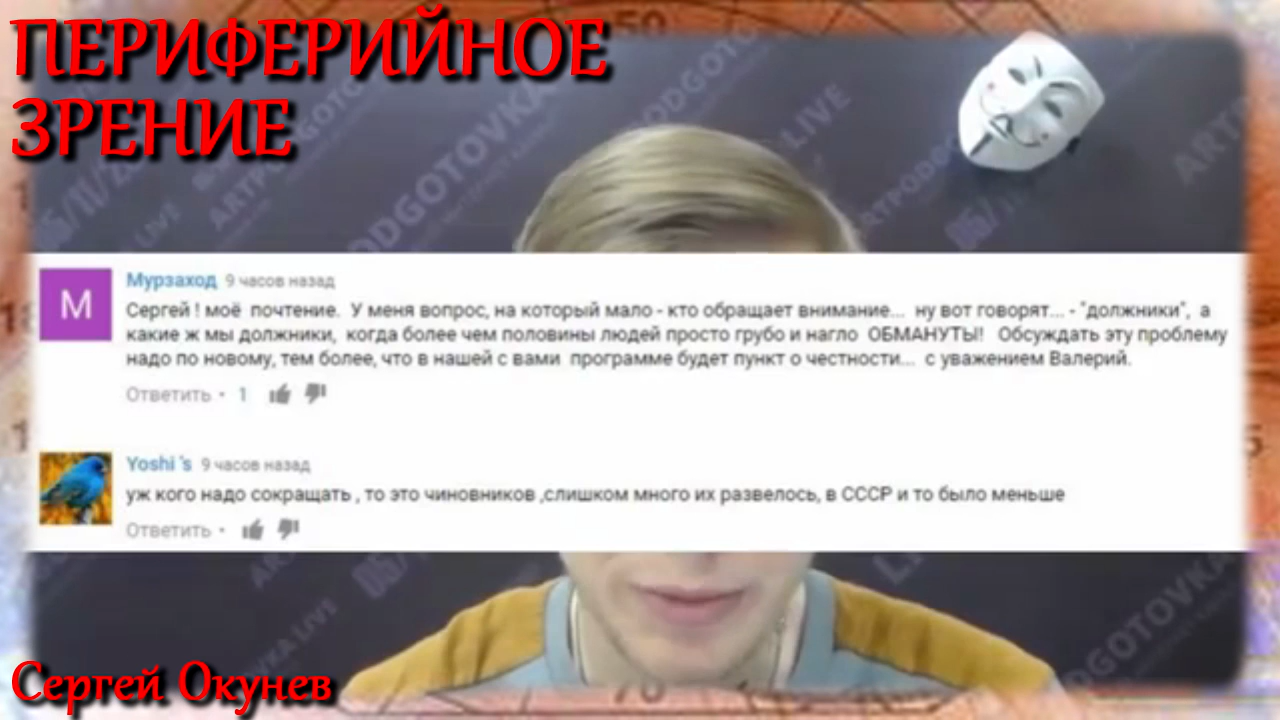 ПЕРИФЕРИЙНОЕ
ЗРЕНИЕ
M
Мурзаход 9 часов назад
Сергей ! моё почтение. У меня вопрос, на который мало - кто обращает внимание... ну вот говорят... - "должники", а
какие ж мы должники, когда более чем половины людей просто грубо и нагло ОБМАНУТЫ! Обсуждать эту проблему
надо по новому, тем более, что в нашей с вами программе будет пункт о честности... с уважением Валерий.
Ответить • 1
Yoshi 's 9 часов назад
уж кого надо сокращать , то это чиновников ,слишком много их развелось, в СССР и то было меньше
Ответить •
Сергей Окунев